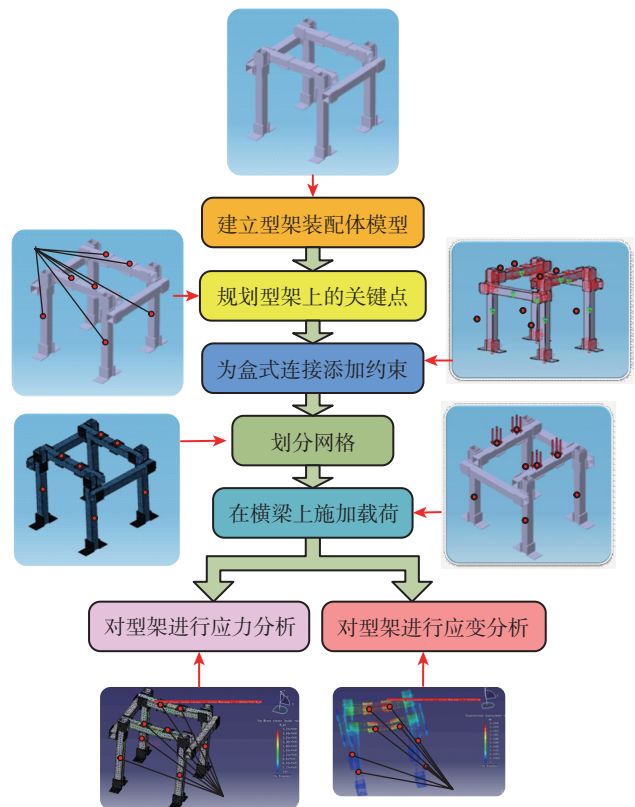 建立型架装配体模型
规划型架上的关键点
为盒式连接添加约束
划分网格
在横梁上施加载荷
对型架进行应力分析
对型架进行应变分析